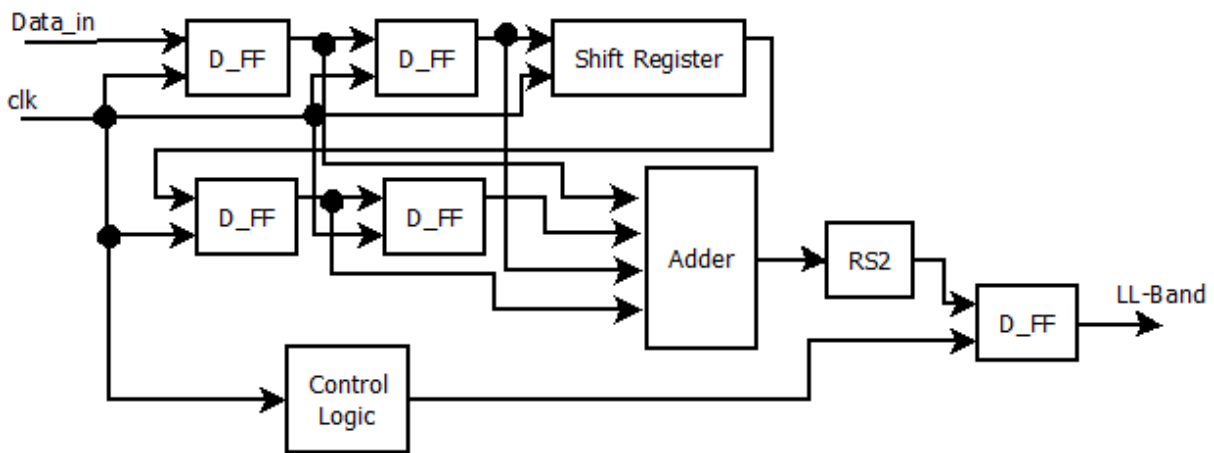 Data_in
D_FF
D_FF
Shift Register
clk
D_FF
D_FF
Adder
RS2
LL-Band
D_FF
Control
Logic